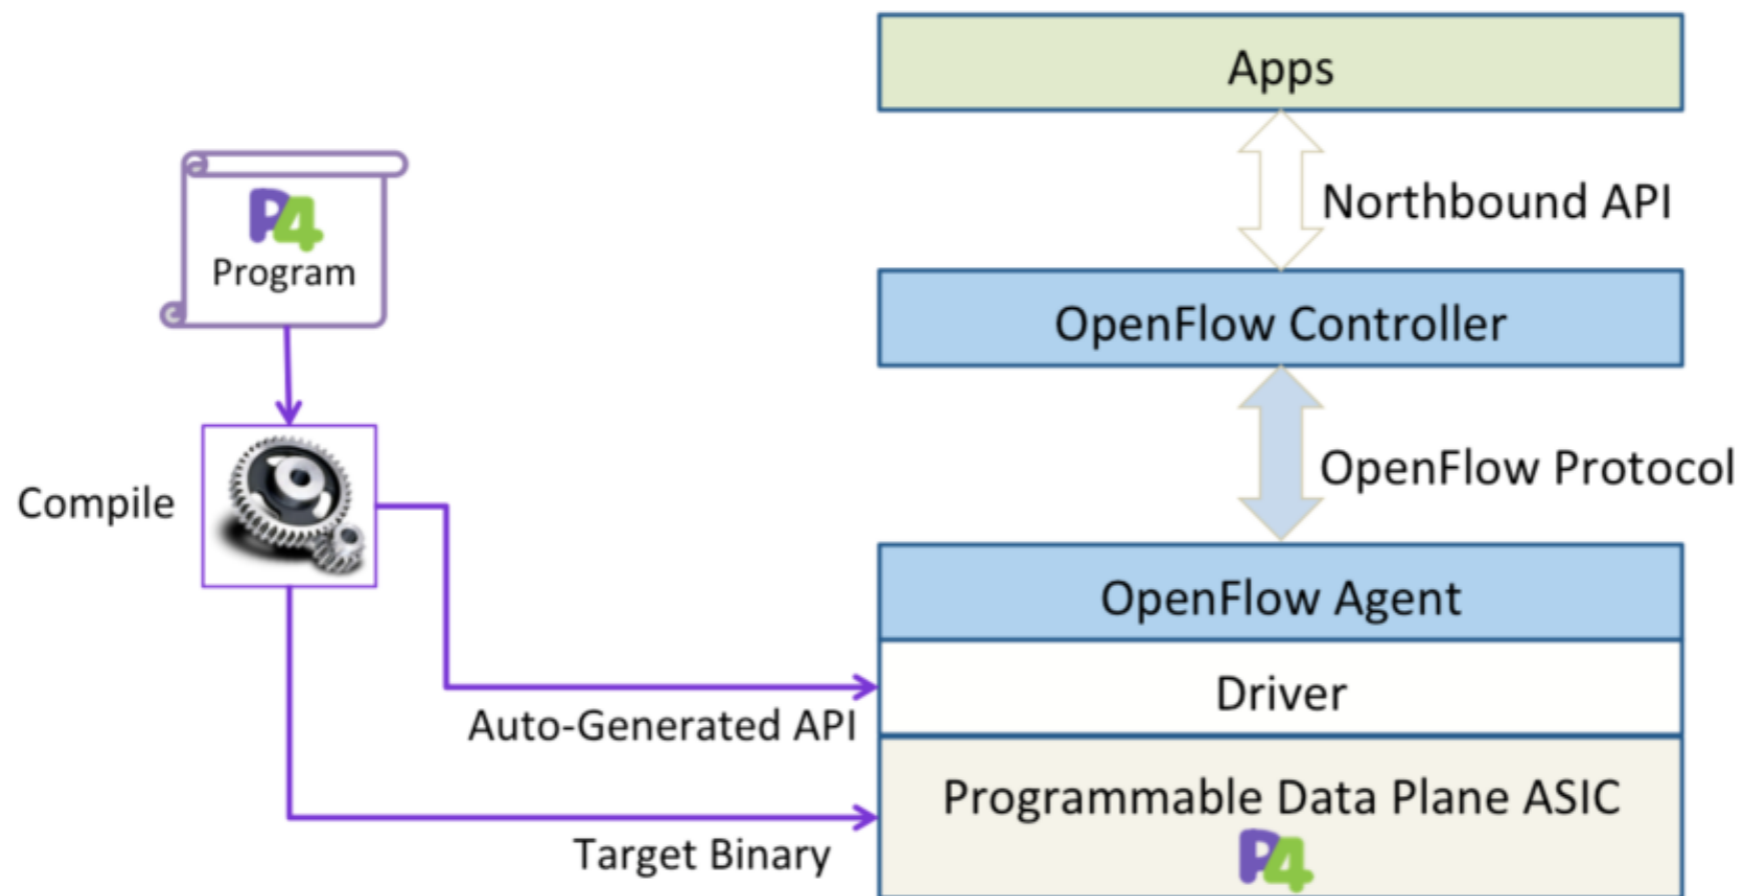 Apps
Northbound API
P4
Program
OpenFlow Controller
OpenFlow Protocol
Compile
OpenFlow Agent
Driver
Auto-Generated API
Programmable Data Plane ASIC
Target Binary
P4